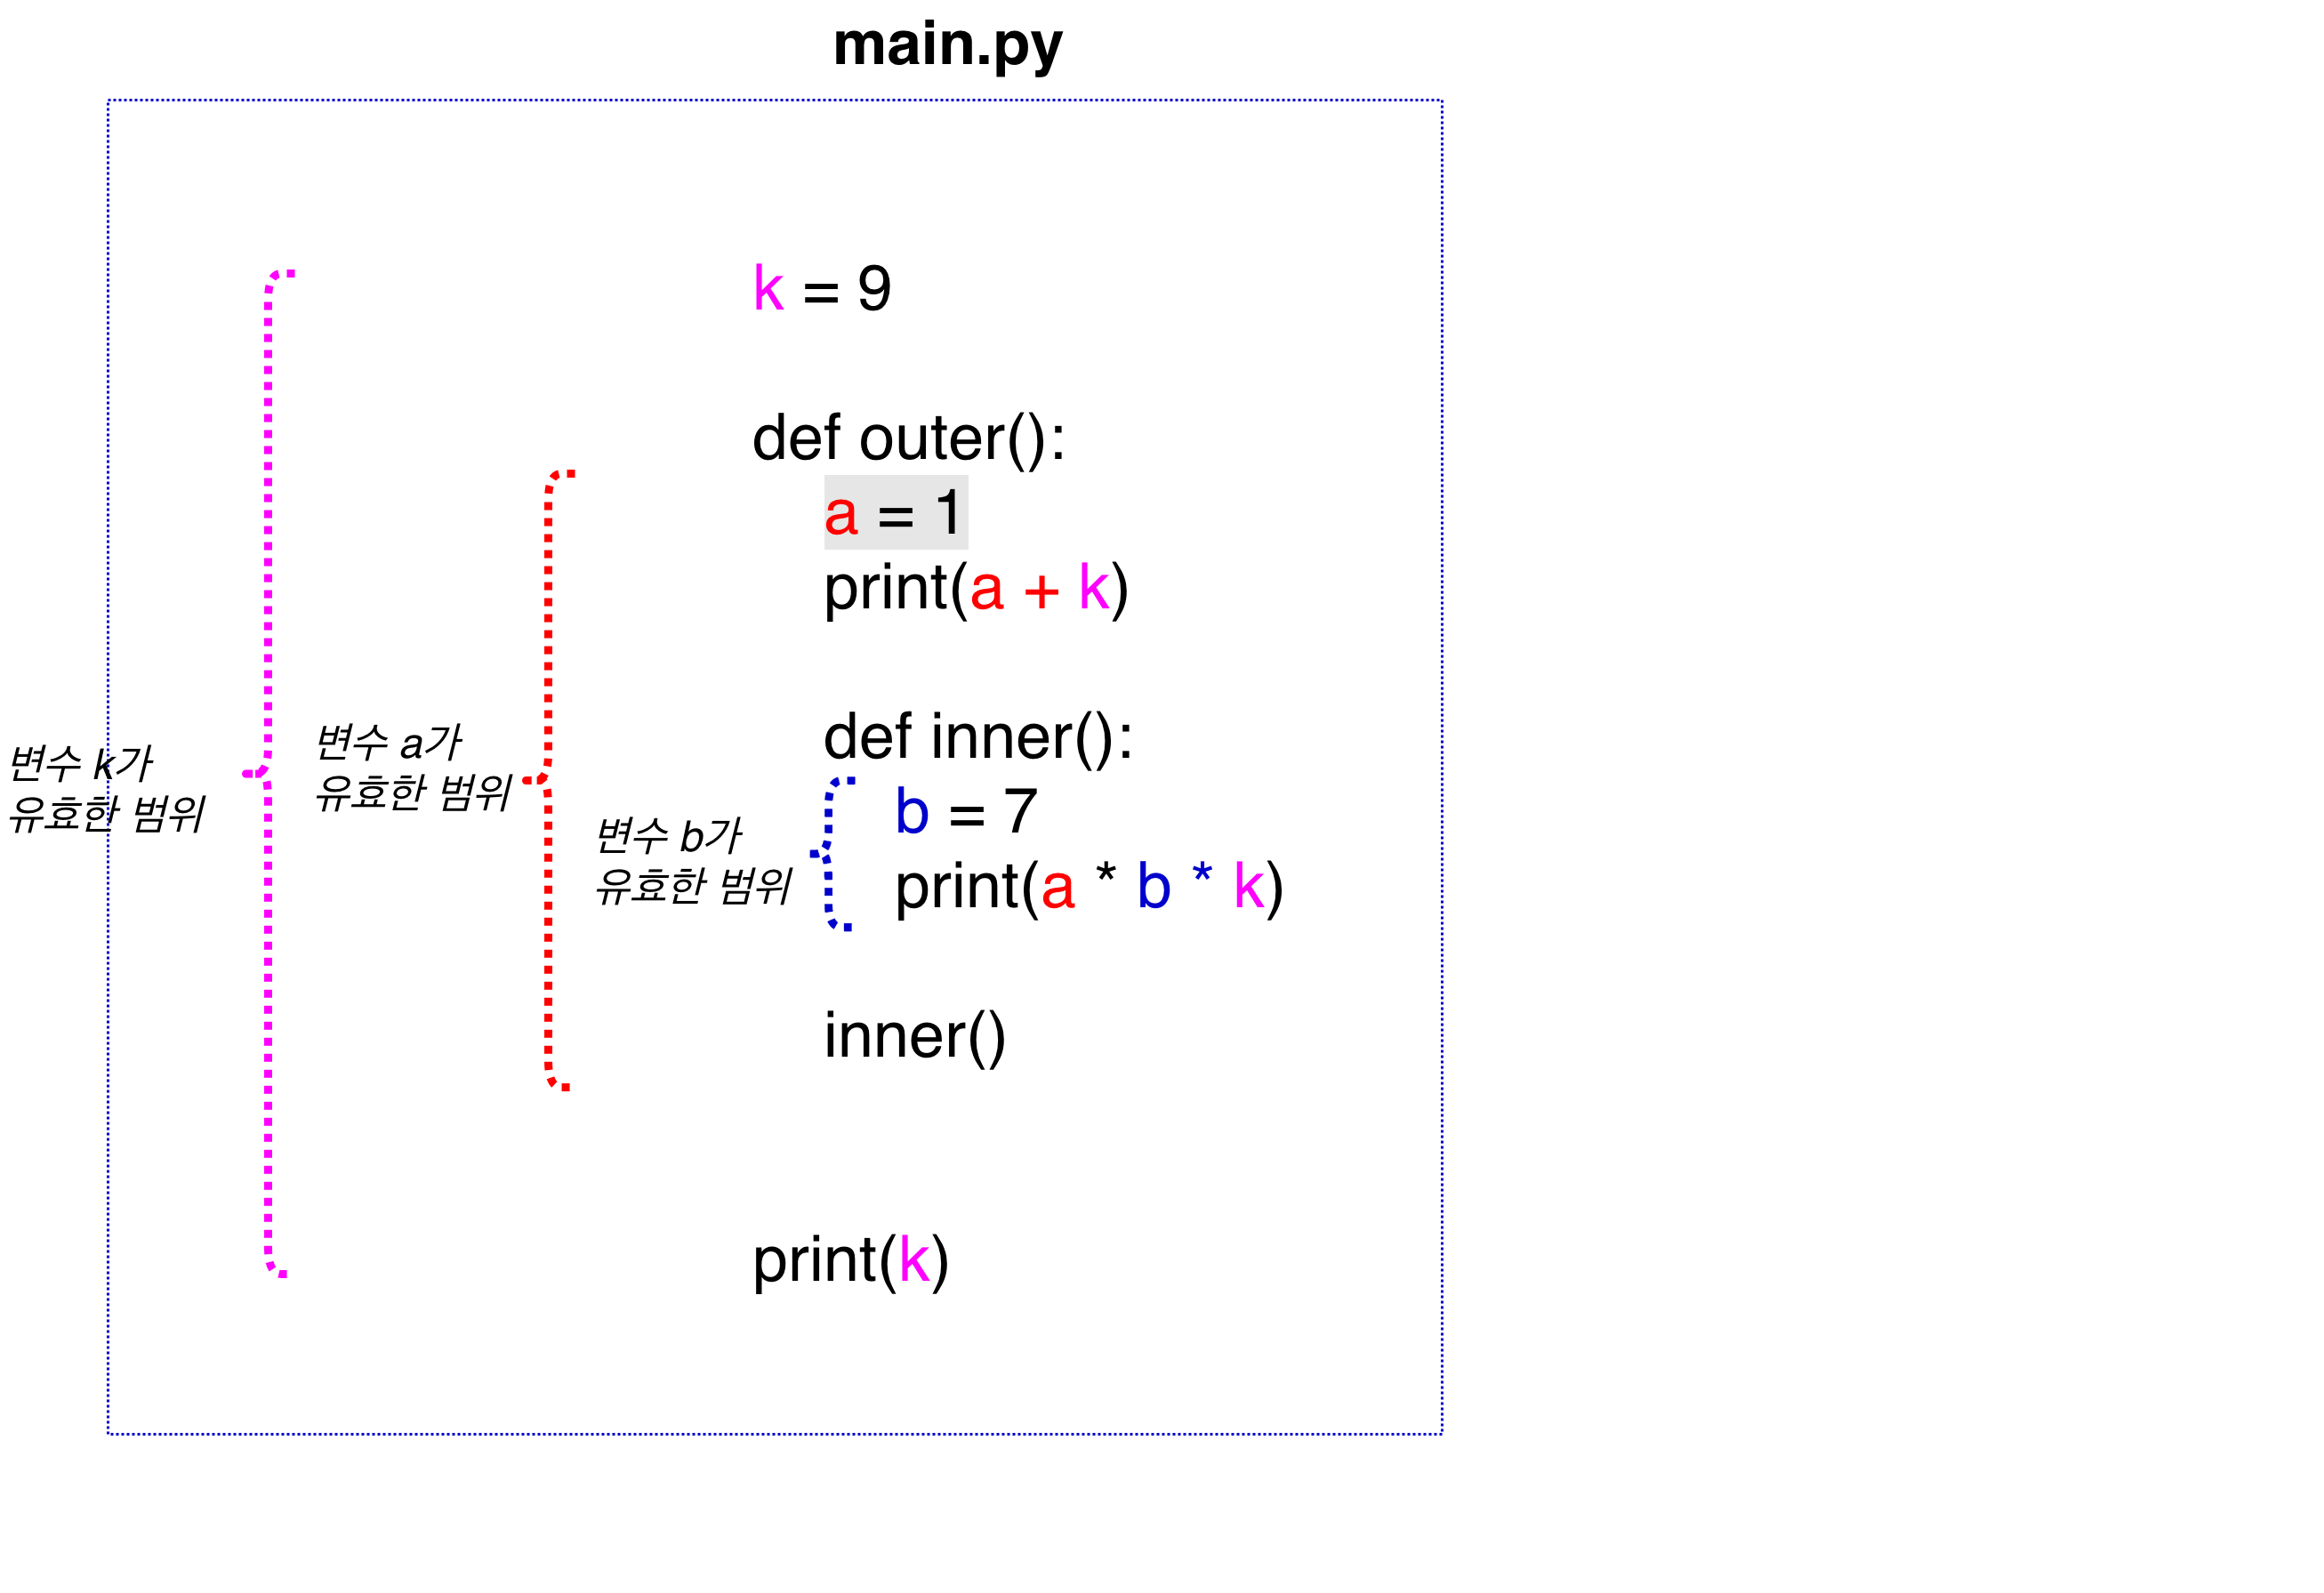 main.py
k = 9
def outer():
a = 1
print(a + k)
def inner():
b = 7
print(a * b * k)
inner()
print(k)
변수 k가
유효한 범위
변수 a가
유효한 범위
변수 b가
유효한 범위